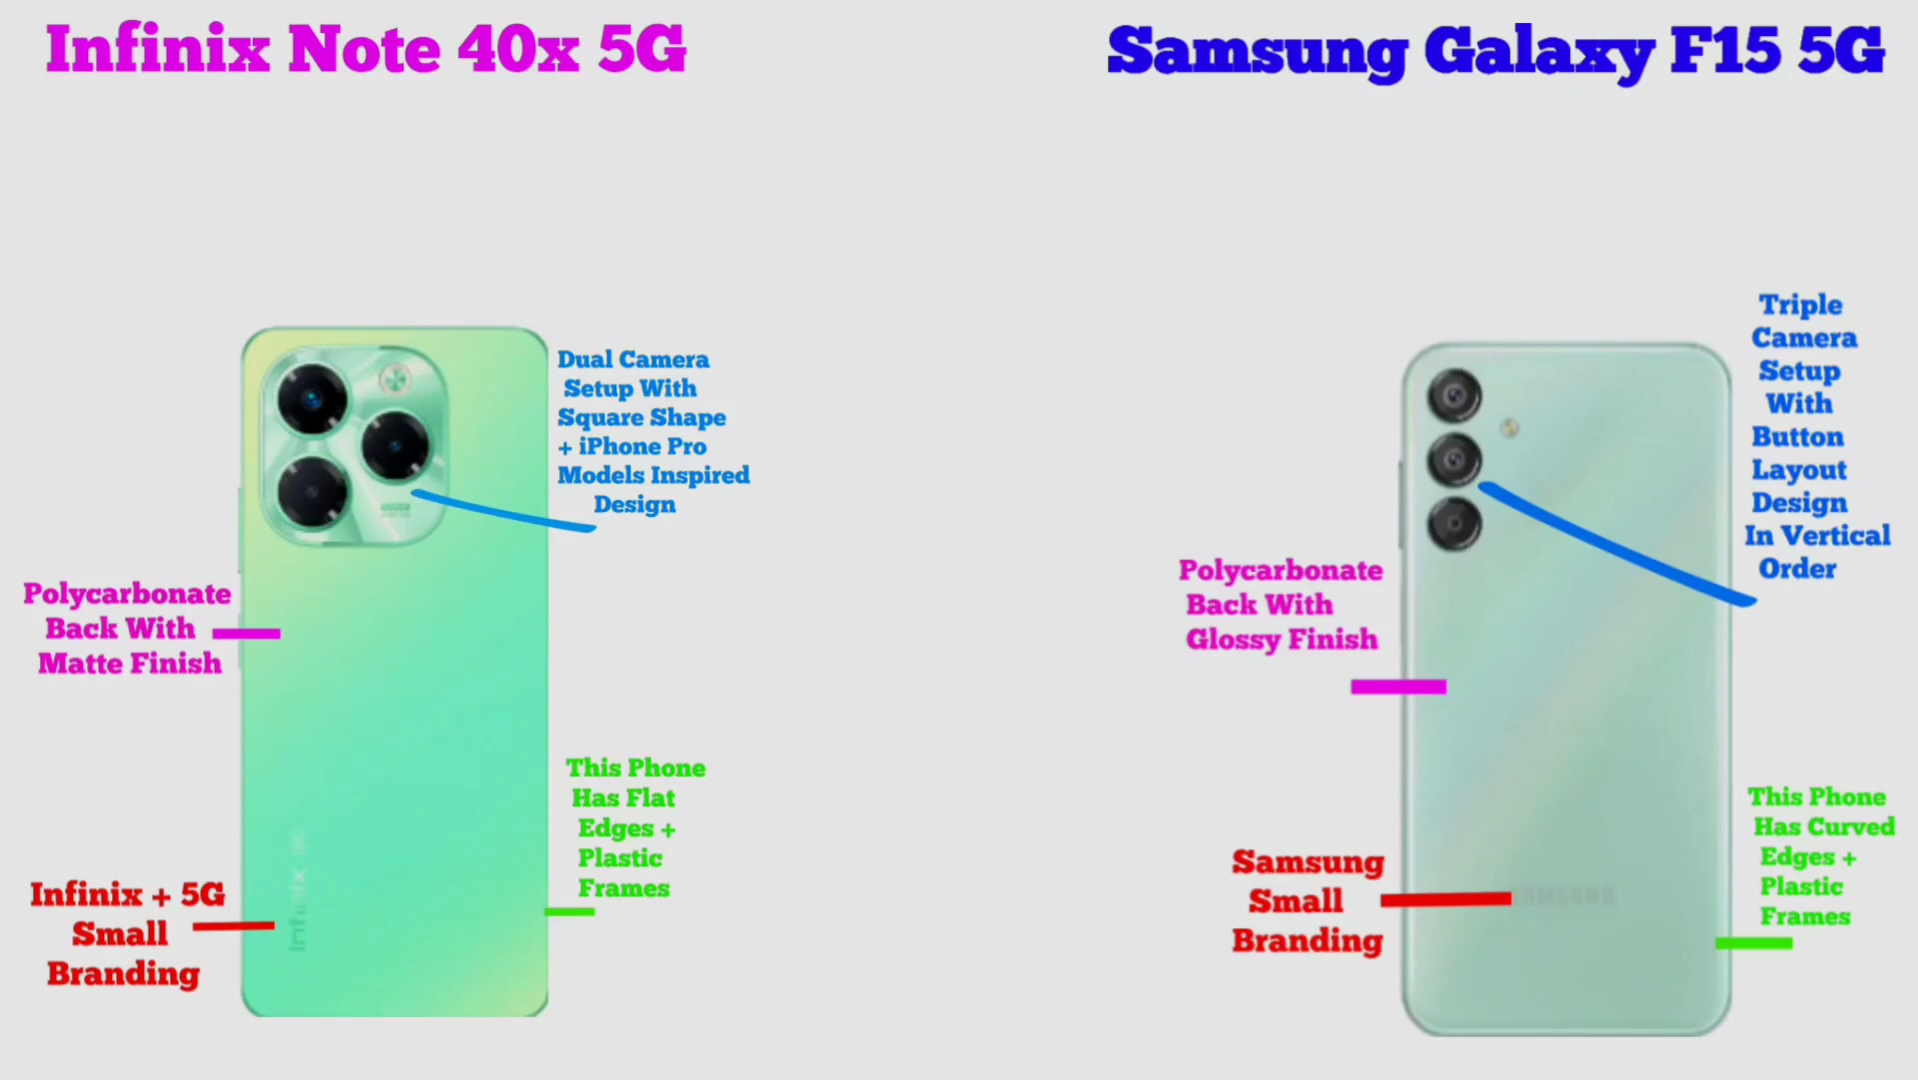 Infinix Note 40x 5G
Samsung Galaxy F15 5G
Dual Camera
Setup With
Square Shape
+ iPhone Pro
Models Inspired
Design
Polycarbonate
Back With
Matte Finish
This Phone
Has Flat
Edges +
Plastic
Frames
Infinix + 5G
Small
Branding
Infinix
Triple
Camera
Setup
With
Button
Layout
Design
In Vertical
Order
Polycarbonate
Back With
Glossy Finish
This Phone
Has Curved
Edges +
Plastic
Frames
Samsung
Small
Branding
SAMSUNG